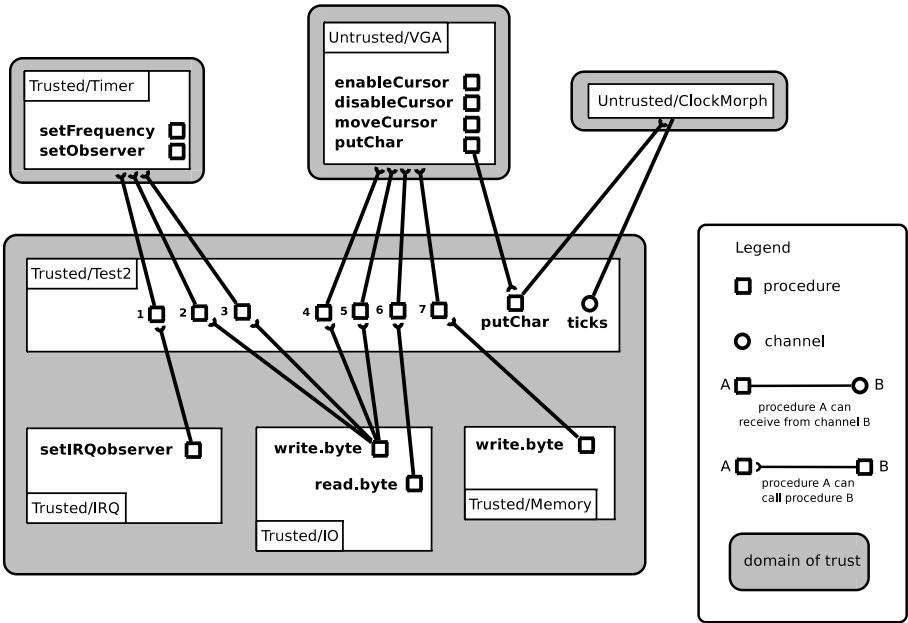 Untrusted/VGA
enableCursor
disableCursor
moveCursor
putChar
Trusted/Timer
setFrequency
setObserver
Untrusted/ClockMorph
Trusted/Test2
1
2
3
4
5
6
7
putChar
ticks
setIRQobserver
Trusted/IRQ
write.byte
read.byte
Trusted/IO
write.byte
Trusted/Memory
Legend
procedure
channel
A
B
procedure A can
receive from channel B
A
B
procedure A can
call procedure B
domain of trust